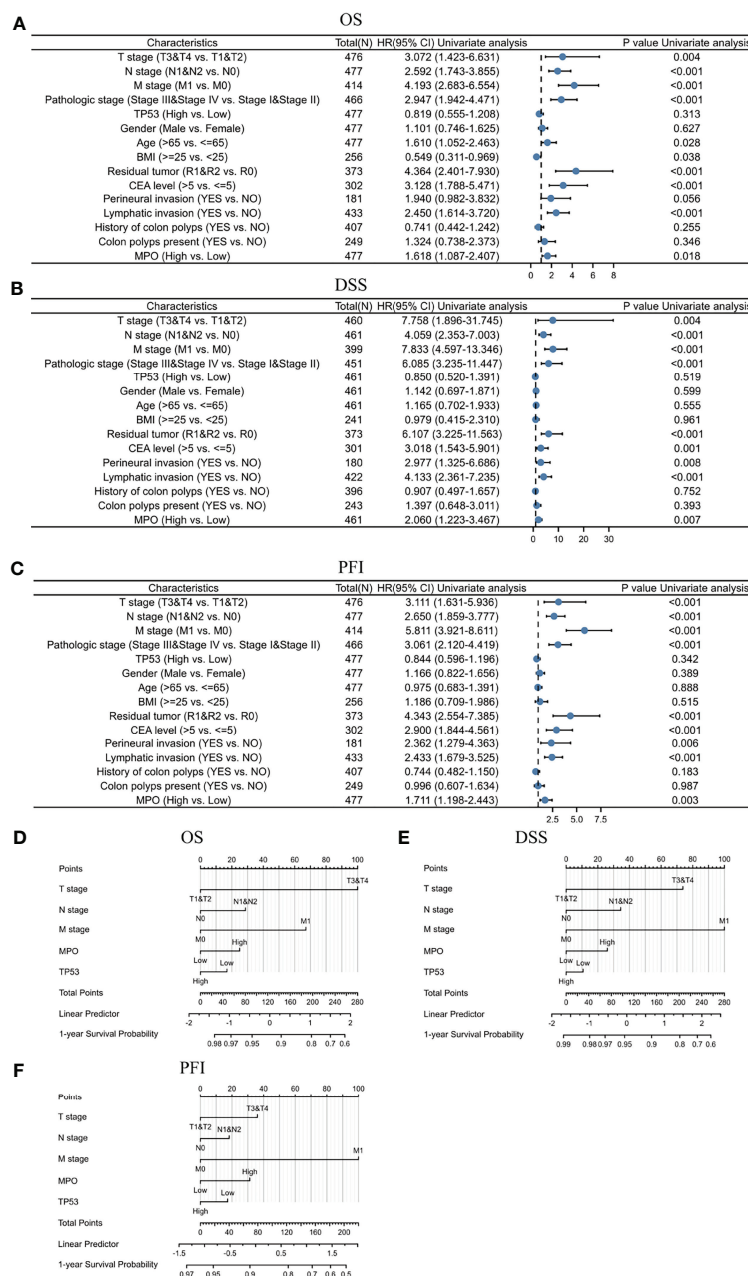 A OS
Characteristics Total(N) HR(95% CI) Univariate analysis P value Univariate analysis
T stage (T3&T4 vs. T1&T2) 476 3.072 (1.423-6.631) 0.004
N stage (N1&N2 vs. N0) 477 2.592 (1.743-3.855) <0.001
M stage (M1 vs. M0) 414 4.193 (2.683-6.554) <0.001
Pathologic stage (Stage III&Stage IV vs. Stage I&Stage II) 466 2.947 (1.942-4.471) <0.001
TP53 (High vs. Low) 477 0.819 (0.555-1.208) 0.313
Gender (Male vs. Female) 477 1.101 (0.746-1.625) 0.627
Age (>65 vs. <=65) 477 1.610 (1.052-2.463) 0.028
BMI (>=25 vs. <25) 256 0.549 (0.311-0.969) 0.038
Residual tumor (R1&R2 vs. R0) 373 4.364 (2.401-7.930) <0.001
CEA level (>5 vs. <=5) 302 3.128 (1.788-5.471) <0.001
Perineural invasion (YES vs. NO) 181 1.940 (0.982-3.832) 0.056
Lymphatic invasion (YES vs. NO) 433 2.450 (1.614-3.720) <0.001
History of colon polyps (YES vs. NO) 407 0.741 (0.442-1.242) 0.255
Colon polyps present (YES vs. NO) 249 1.324 (0.738-2.373) 0.346
MPO (High vs. Low) 477 1.618 (1.087-2.407) 0.018
0 2 4 6 8
B DSS
Characteristics Total(N) HR(95% CI) Univariate analysis P value Univariate analysis
T stage (T3&T4 vs. T1&T2) 460 7.758 (1.896-31.745) 0.004
N stage (N1&N2 vs. N0) 461 4.059 (2.353-7.003) <0.001
M stage (M1 vs. M0) 399 7.833 (4.597-13.346) <0.001
Pathologic stage (Stage III&Stage IV vs. Stage I&Stage II) 451 6.085 (3.235-11.447) <0.001
TP53 (High vs. Low) 461 0.850 (0.520-1.391) 0.519
Gender (Male vs. Female) 461 1.142 (0.697-1.871) 0.599
Age (>65 vs. <=65) 461 1.165 (0.702-1.933) 0.555
BMI (>=25 vs. <25) 241 0.979 (0.415-2.310) 0.961
Residual tumor (R1&R2 vs. R0) 373 6.107 (3.225-11.563) <0.001
CEA level (>5 vs. <=5) 301 3.018 (1.543-5.901) 0.001
Perineural invasion (YES vs. NO) 180 2.977 (1.325-6.686) 0.008
Lymphatic invasion (YES vs. NO) 422 4.133 (2.361-7.235) <0.001
History of colon polyps (YES vs. NO) 396 0.907 (0.497-1.657) 0.752
Colon polyps present (YES vs. NO) 243 1.397 (0.648-3.011) 0.393
MPO (High vs. Low) 461 2.060 (1.223-3.467) 0.007
0 10 20 30
C PFI
Characteristics Total(N) HR(95% CI) Univariate analysis P value Univariate analysis
T stage (T3&T4 vs. T1&T2) 476 3.111 (1.631-5.936) <0.001
N stage (N1&N2 vs. N0) 477 2.650 (1.859-3.777) <0.001
M stage (M1 vs. M0) 414 5.811 (3.921-8.611) <0.001
Pathologic stage (Stage III&Stage IV vs. Stage I&Stage II) 466 3.061 (2.120-4.419) <0.001
TP53 (High vs. Low) 477 0.844 (0.596-1.196) 0.342
Gender (Male vs. Female) 477 1.166 (0.822-1.656) 0.389
Age (>65 vs. <=65) 477 0.975 (0.683-1.391) 0.888
BMI (>=25 vs. <25) 256 1.186 (0.709-1.986) 0.515
Residual tumor (R1&R2 vs. R0) 373 4.343 (2.554-7.385) <0.001
CEA level (>5 vs. <=5) 302 2.900 (1.844-4.561) <0.001
Perineural invasion (YES vs. NO) 181 2.362 (1.279-4.363) 0.006
Lymphatic invasion (YES vs. NO) 433 2.433 (1.679-3.525) <0.001
History of colon polyps (YES vs. NO) 407 0.744 (0.482-1.150) 0.183
Colon polyps present (YES vs. NO) 249 0.996 (0.607-1.634) 0.987
MPO (High vs. Low) 477 1.711 (1.198-2.443) 0.003
2.5 5.0 7.5
D OS
Points 0 20 40 60 80 100
T3&T4
T stage
T1&T2 N1&N2
N stage
N0 M1
M stage
M0 High
MPO
Low Low
TP53
High
Total Points 0 40 80 120 160 200 240 280
Linear Predictor
-2 -1 0 1 2
1-year Survival Probability
0.98 0.97 0.95 0.9 0.8 0.7 0.6
E DSS
Points 0 20 40 60 80 100
T3&T4
T stage
T1&T2 N1&N2
N stage
N0 M1
M stage
M0 High
MPO
Low Low
TP53
High
Total Points 0 40 80 120 160 200 240 280
Linear Predictor
-2 -1 0 1 2
1-year Survival Probability
0.99 0.98 0.97 0.95 0.9 0.8 0.7 0.6
F PFI
Points 0 20 40 60 80 100
T3&T4
T stage
T1&T2 N1&N2
N stage
N0 M1
M stage
M0 High
MPO
Low Low
TP53
High
Total Points
0 40 80 120 160 200
Linear Predictor
-1.5 -0.5 0.5 1.5
1-year Survival Probability
0.97 0.95 0.9 0.8 0.7 0.6 0.5